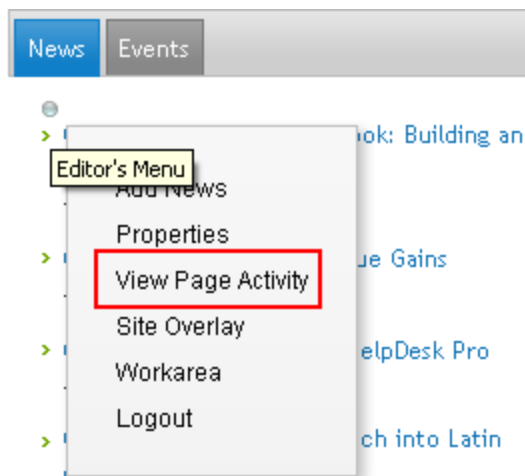 News Events
ook: Building an
Editor's Menu
Add News
Properties
ue Gains
View Page Activity
Site Overlay
elpDesk Pro
Workarea
Logout
ch into Latin